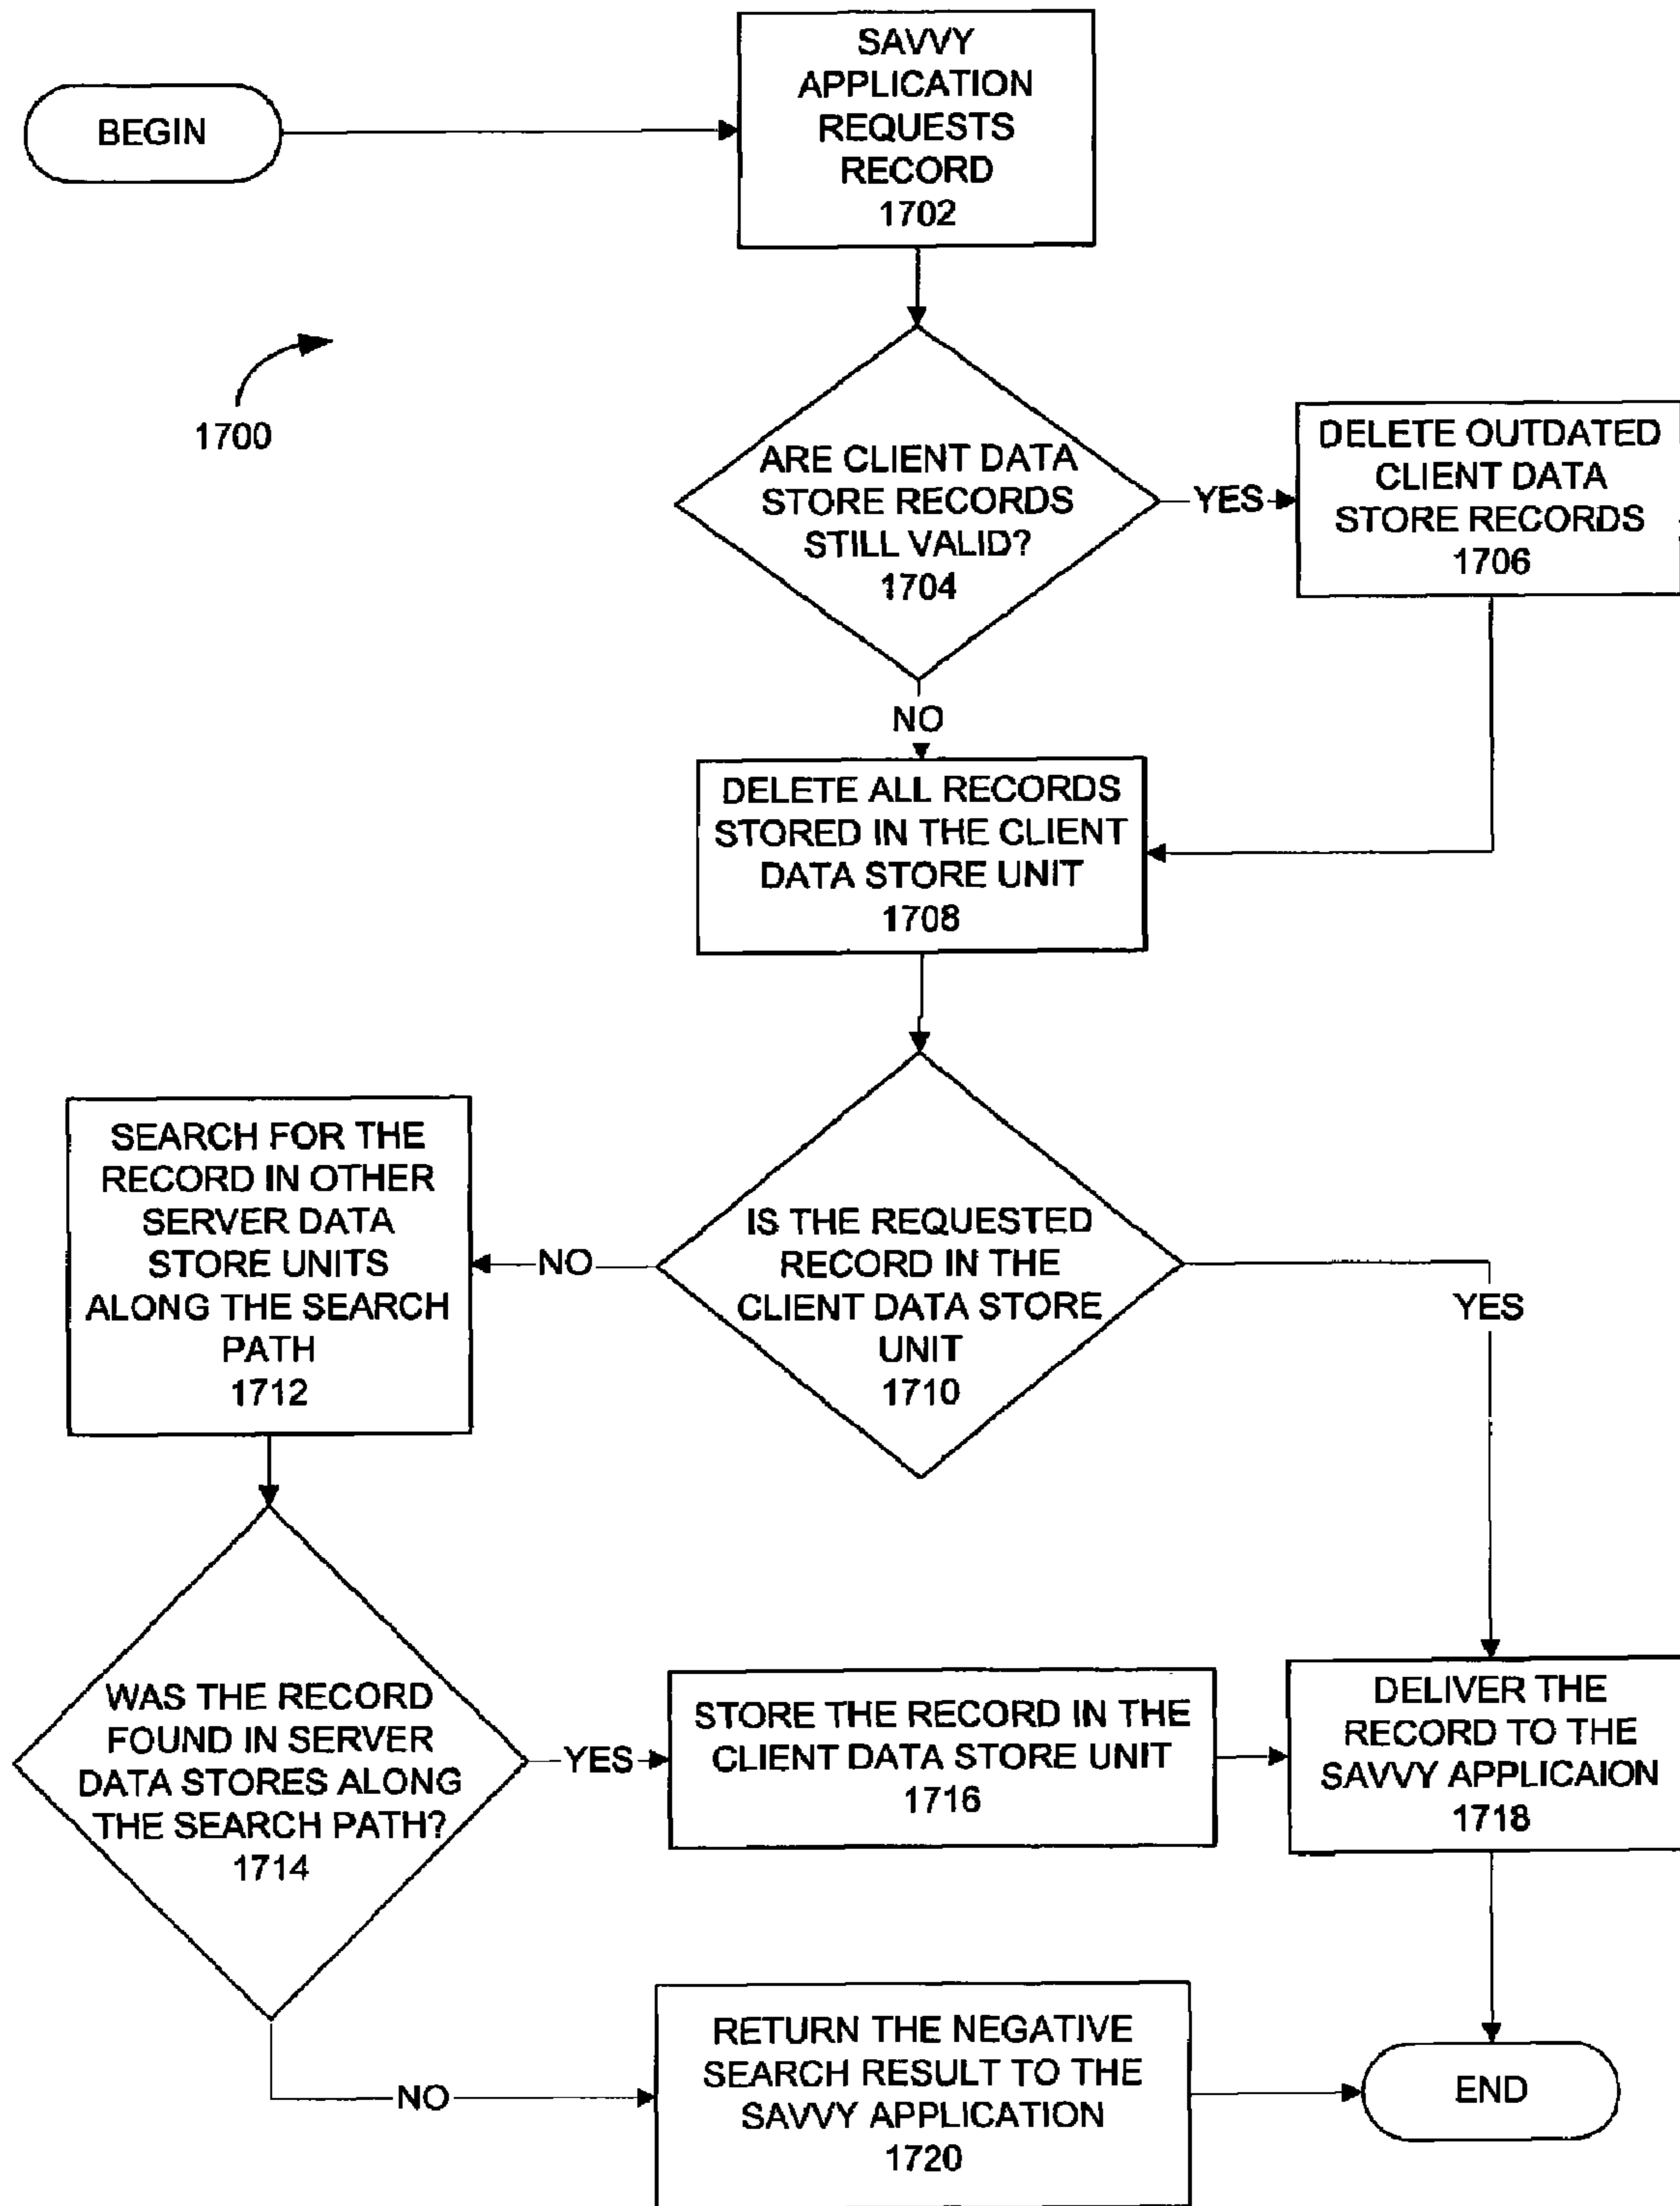 BEGIN
SAVVY
APPLICATION
REQUESTS
RECORD
1702
1700
ARE CLIENT DATA
STORE RECORDS
STILL VALID?
1704
YES
DELETE OUTDATED
CLIENT DATA
STORE RECORDS
1706
NO
DELETE ALL RECORDS
STORED IN THE CLIENT
DATA STORE UNIT
1708
IS THE REQUESTED
RECORD IN THE
CLIENT DATA STORE
UNIT
1710
NO
YES
SEARCH FOR THE
RECORD IN OTHER
SERVER DATA
STORE UNITS
ALONG THE SEARCH
PATH
1712
WAS THE RECORD
FOUND IN SERVER
DATA STORES ALONG
THE SEARCH PATH?
1714
YES
STORE THE RECORD IN THE
CLIENT DATA STORE UNIT
1716
DELIVER THE
RECORD TO THE
SAVVY APPLICAION
1718
NO
RETURN THE NEGATIVE
SEARCH RESULT TO THE
SAVVY APPLICATION
1720
END